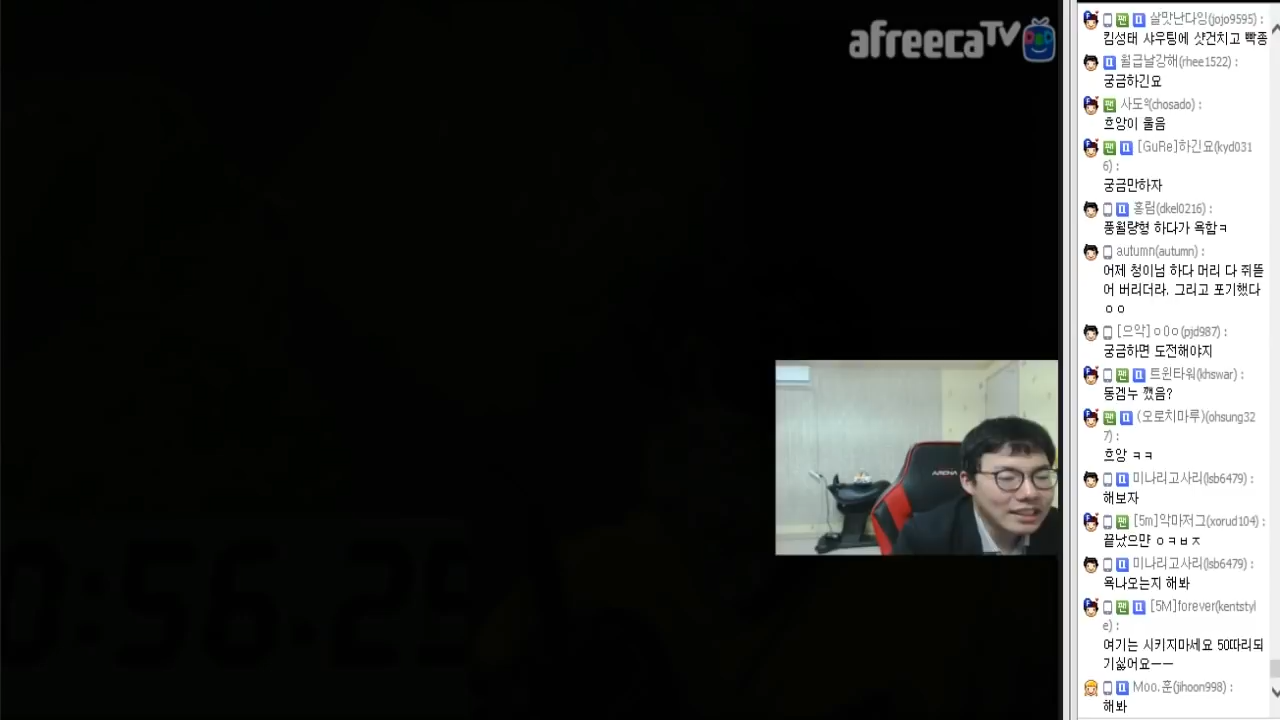 afreecaTV
ARENA
살맛난다잉(jojo9595) :
킴성태 샤우팅에 샷건치고 빡종
월급날강해(rhee1522) :
궁금하긴요
(chosado) :
흐앙이 울음
[GuRe]하긴요(kyd031
6) :
궁금만하자
홍럼(dkel0216) :
풍월량형 하다가 욕함ㅋ
autumn(autumn) :
어제 청이님 하다 머리 다 쥐뜯
어 버리더라. 그리고 포기했다
ㅇㅇ
[으악]ㅇ0ㅇ(pjd987) :
궁금하면 도전해야지
트윈타워(khswar) :
동겜누 깼음?
(오로치마루)(ohsung32
7) :
흐앙 ㅋㅋ
미나리고사리(lsb6479) :
해보자
[5m]악마저그(xorud104) :
끝났으먄 ㅇㅋㅂㅈ
미나리고사리(lsb6479) :
욕나오는지 해봐
[5M]forever(kentstyl
e) :
여기는 시키지마세요 50따리되
기싫어요ㅡㅡ
Moo.훈(jihoon998) :
해봐